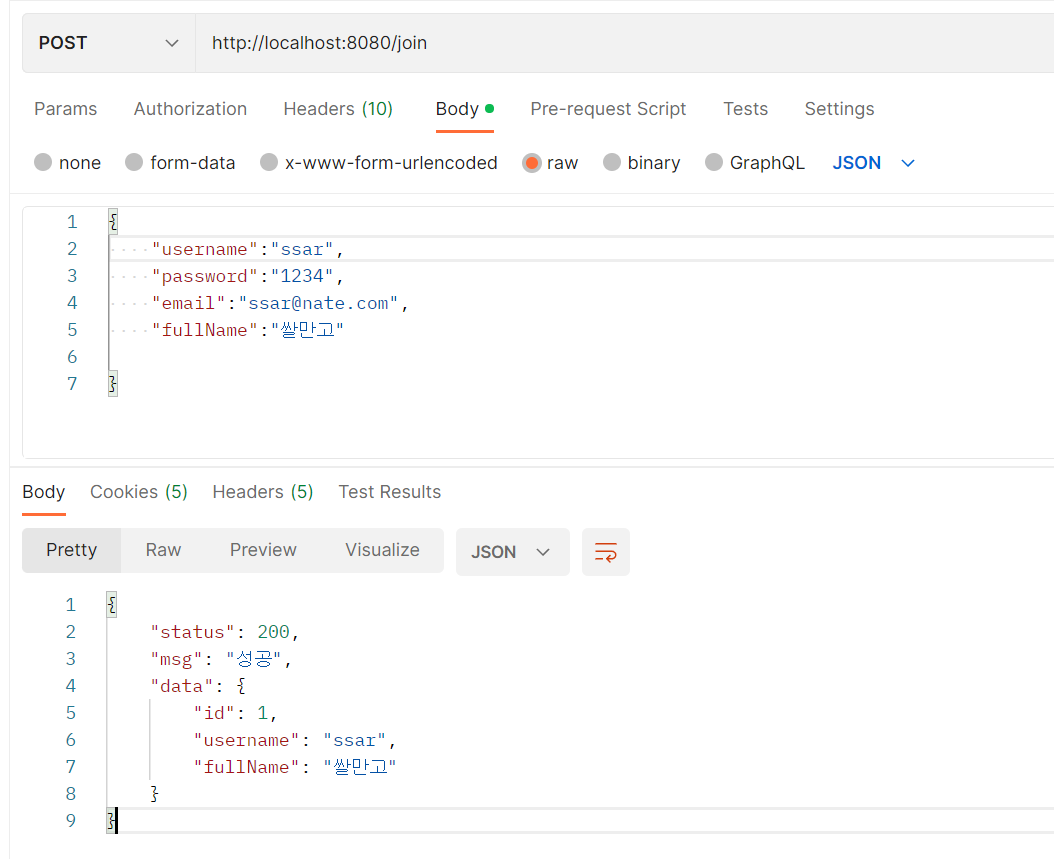 POST http://localhost:8080/join
Params Authorization Headers (10) Body Pre-request Script Tests Settings
none form-data x-www-form-urlencoded raw binary GraphQL JSON
1 {
2 "username":"ssar",
3 "password":"1234",
4 "email":"ssar@nate.com",
5 "fullName":"쌀만고"
6
7 }
Body Cookies (5) Headers (5) Test Results
Pretty Raw Preview Visualize JSON
1 {
2 "status": 200,
3 "msg": "성공",
4 "data": {
5 "id": 1,
6 "username": "ssar",
7 "fullName": "쌀만고"
8 }
9 }